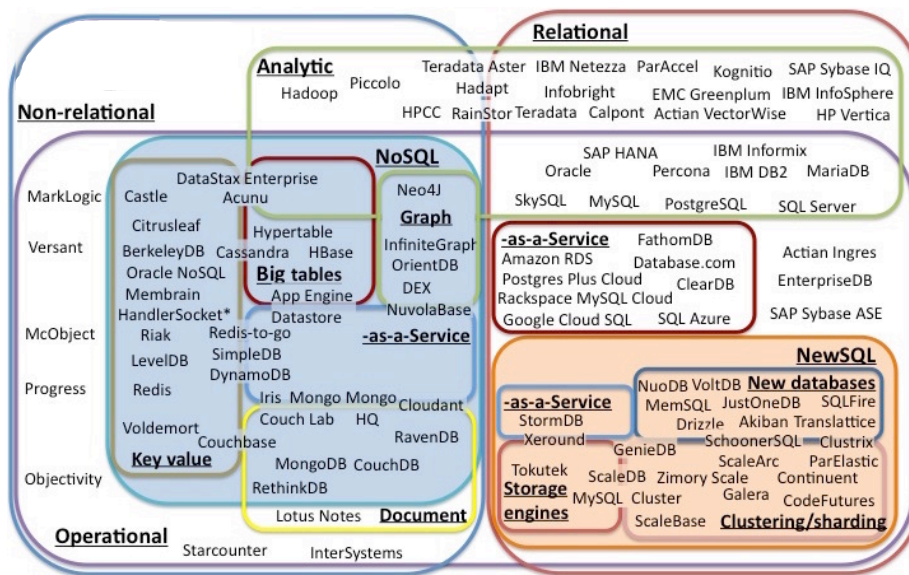 Relational
Analytic
Teradata Aster IBM Netezza ParAccel Kognitio SAP Sybase IQ
Hadoop Piccolo Hadapt Infobright EMC Greenplum IBM InfoSphere
Non-relational
HPCC RainStor Teradata Calpont Actian VectorWise HP Vertica
NoSQL
SAP HANA IBM Informix
Oracle Percona IBM DB2 MariaDB
MarkLogic Castle DataStax Enterprise
Acunu
Neo4J
SkySQL MySQL PostgreSQL SQL Server
Citrusleaf Hypertable Graph
Versant
BerkeleyDB Cassandra HBase InfiniteGraph
-as-a-Service FathomDB Actian Ingres
Amazon RDS Database.com
Oracle NoSQL Big tables OrientDB
Postgres Plus Cloud ClearDB EnterpriseDB
Membrain App Engine DEX
Rackspace MySQL Cloud
HandlerSocket* Datastore NuvolaBase
Google Cloud SQL SQL Azure SAP Sybase ASE
McObject Riak Redis-to-go -as-a-Service
LevelDB SimpleDB
DynamoDB
NewSQL
Progress Redis
NuoDB VoltDB New databases
Iris Mongo Mongo Cloudant
-as-a-Service MemSQL JustOneDB SQLFire
Couch Lab HQ
StormDB Drizzle Akiban Translattice
Voldemort Couchbase RavenDB
Xeround GenieDB SchoonerSQL Clustrix
Key value
MongoDB CouchDB
ScaleArc ParElastic
Tokutek ScaleDB Zimory Scale Continuent
Objectivity RethinkDB
Storage
engines
MySQL Cluster Galera CodeFutures
Lotus Notes Document
ScaleBase Clustering/sharding
Operational
Starcounter InterSystems